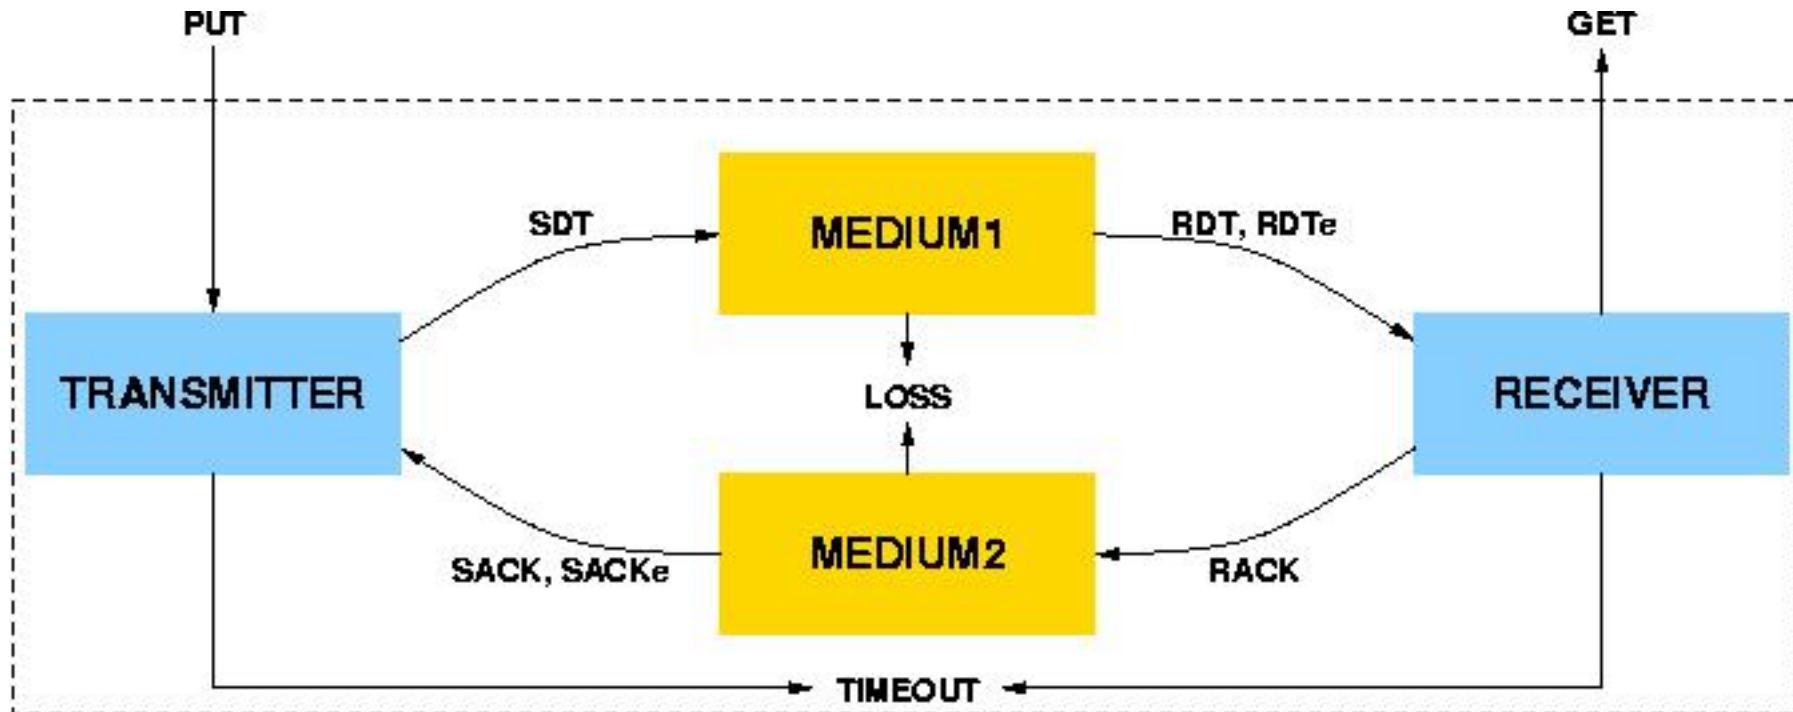 PUT
GET
SDT
MEDIUM1
RDT, RDTe
TRANSMITTER
LOSS
RECEIVER
SACK, SACKe
MEDIUM2
RACK
TIMEOUT